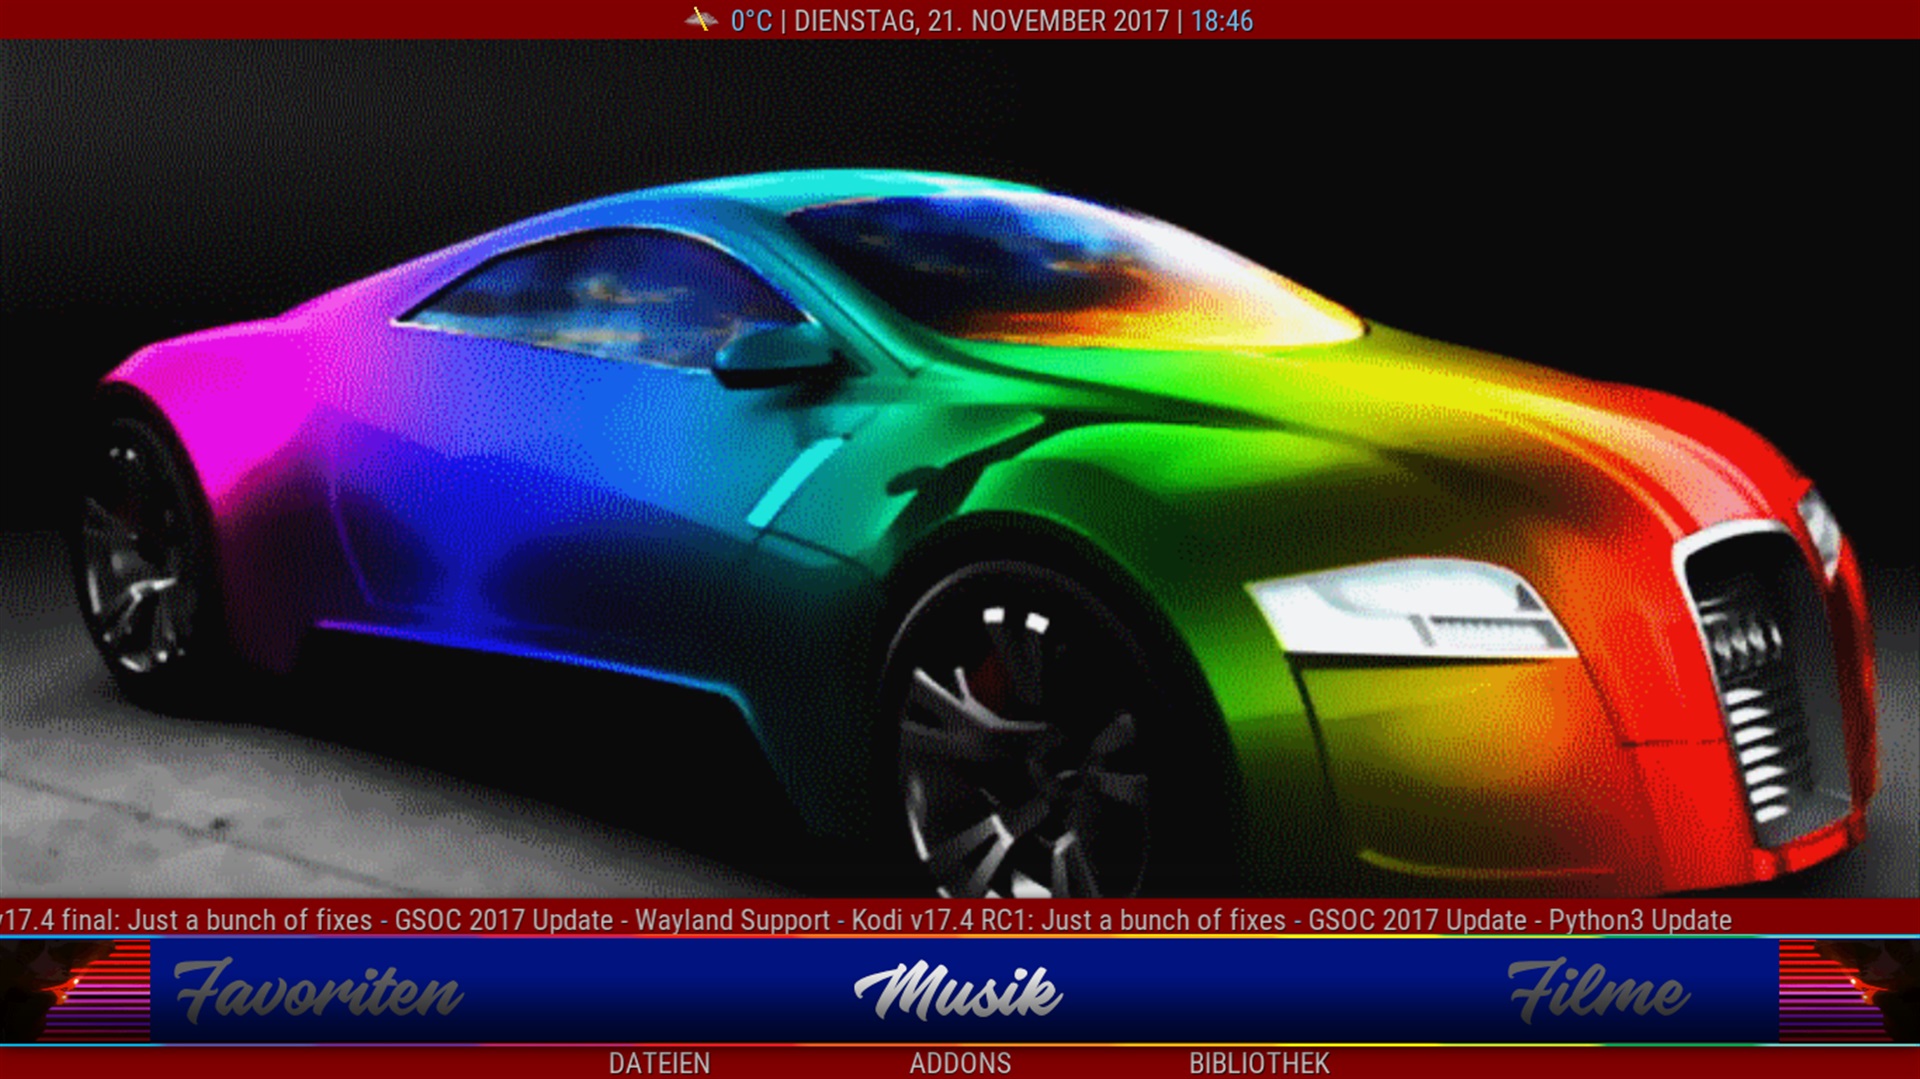 0°C | DIENSTAG, 21. NOVEMBER 2017 | 18:46
v17.4 final: Just a bunch of fixes - GSOC 2017 Update - Wayland Support - Kodi v17.4 RC1: Just a bunch of fixes - GSOC 2017 Update - Python3 Update
Favoriten Musik Filme
DATEIEN ADDONS BIBLIOTHEK